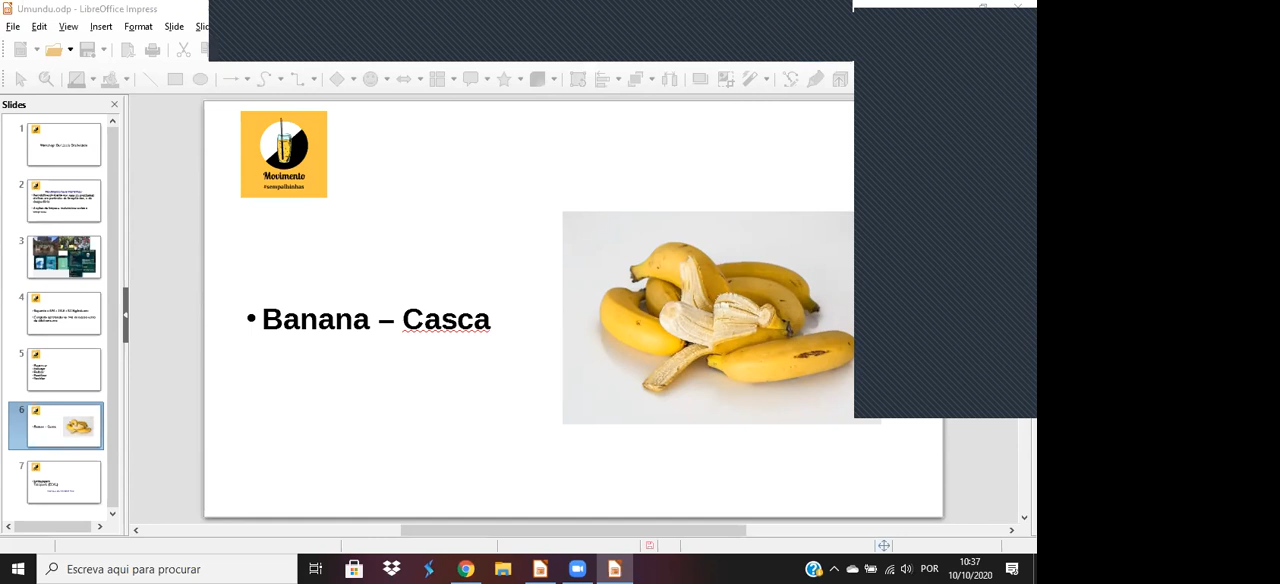 Umundu.odp - LibreOffice Impress
File Edit View Insert Format Slide
Slides
1
2
3
4
5
6
7
Movimento
#sempalhinhas
• Banana – Casca
Escreva aqui para procurar
POR
10:37
10/10/2020